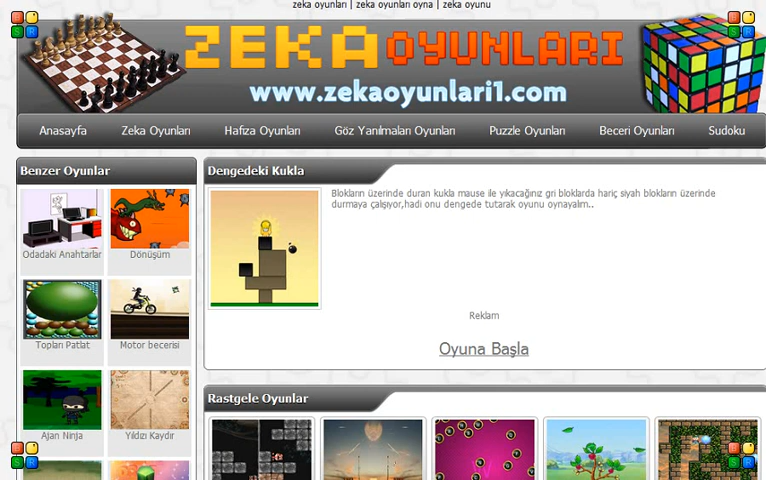 zeka oyunları | zeka oyunları oyna | zeka oyunu
ZEKA OYUNLARI
www.zekaoyunlari1.com
Anasayfa Zeka Oyunları Hafıza Oyunları Göz Yanılmaları Oyunları Puzzle Oyunları Beceri Oyunları Sudoku
Benzer Oyunlar
Odadaki Anahtarlar Dönüşüm
Topları Patlat Motor becerisi
Ajan Ninja Yıldızı Kaydır
Dengedeki Kukla
Blokların üzerinde duran kukla mause ile yıkacağınız gri bloklarda hariç siyah blokların üzerinde
durmaya çalışıyor,hadi onu dengede tutarak oyunu oynayalım..
Reklam
Oyuna Başla
Rastgele Oyunlar